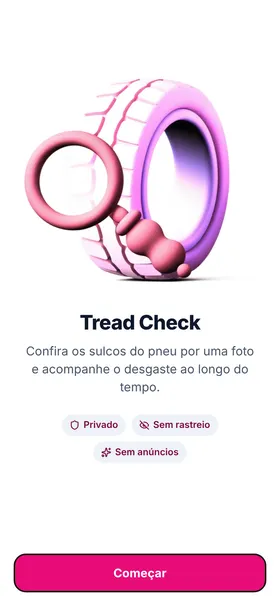 Tread Check
Confira os sulcos do pneu por uma foto
e acompanhe o desgaste ao longo do
tempo.
Privado
Sem rastreio
Sem anúncios
Começar